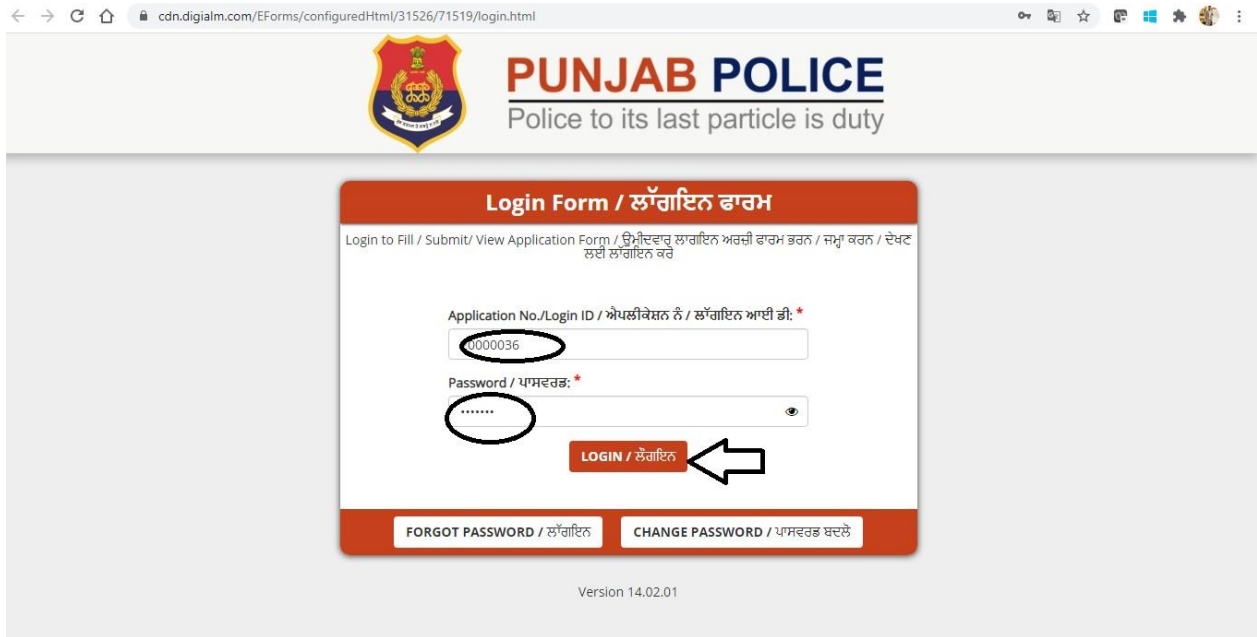 cdn.digialm.com/EForms/configuredHtml/31526/71519/login.html
PUNJAB POLICE
Police to its last particle is duty
Login Form / ਲਾੱਗਇਨ ਫਾਰਮ
Login to Fill / Submit/ View Application Form / ਉਮੀਦਵਾਰ ਲਾਗਇਨ ਅਰਜ਼ੀ ਫਾਰਮ ਭਰਨ / ਜਮ੍ਹਾ ਕਰਨ / ਦੇਖਣ
ਲਈ ਲਾੱਗਇਨ ਕਰੋ
Application No./Login ID / ਐਪਲੀਕੇਸ਼ਨ ਨੰ / ਲਾੱਗਇਨ ਆਈ ਡੀ: *
0000036
Password / ਪਾਸਵਰਡ: *
LOGIN / ਲੌਗਇਨ
FORGOT PASSWORD / ਲਾੱਗਇਨ
CHANGE PASSWORD / ਪਾਸਵਰਡ ਬਦਲੋ
Version 14.02.01